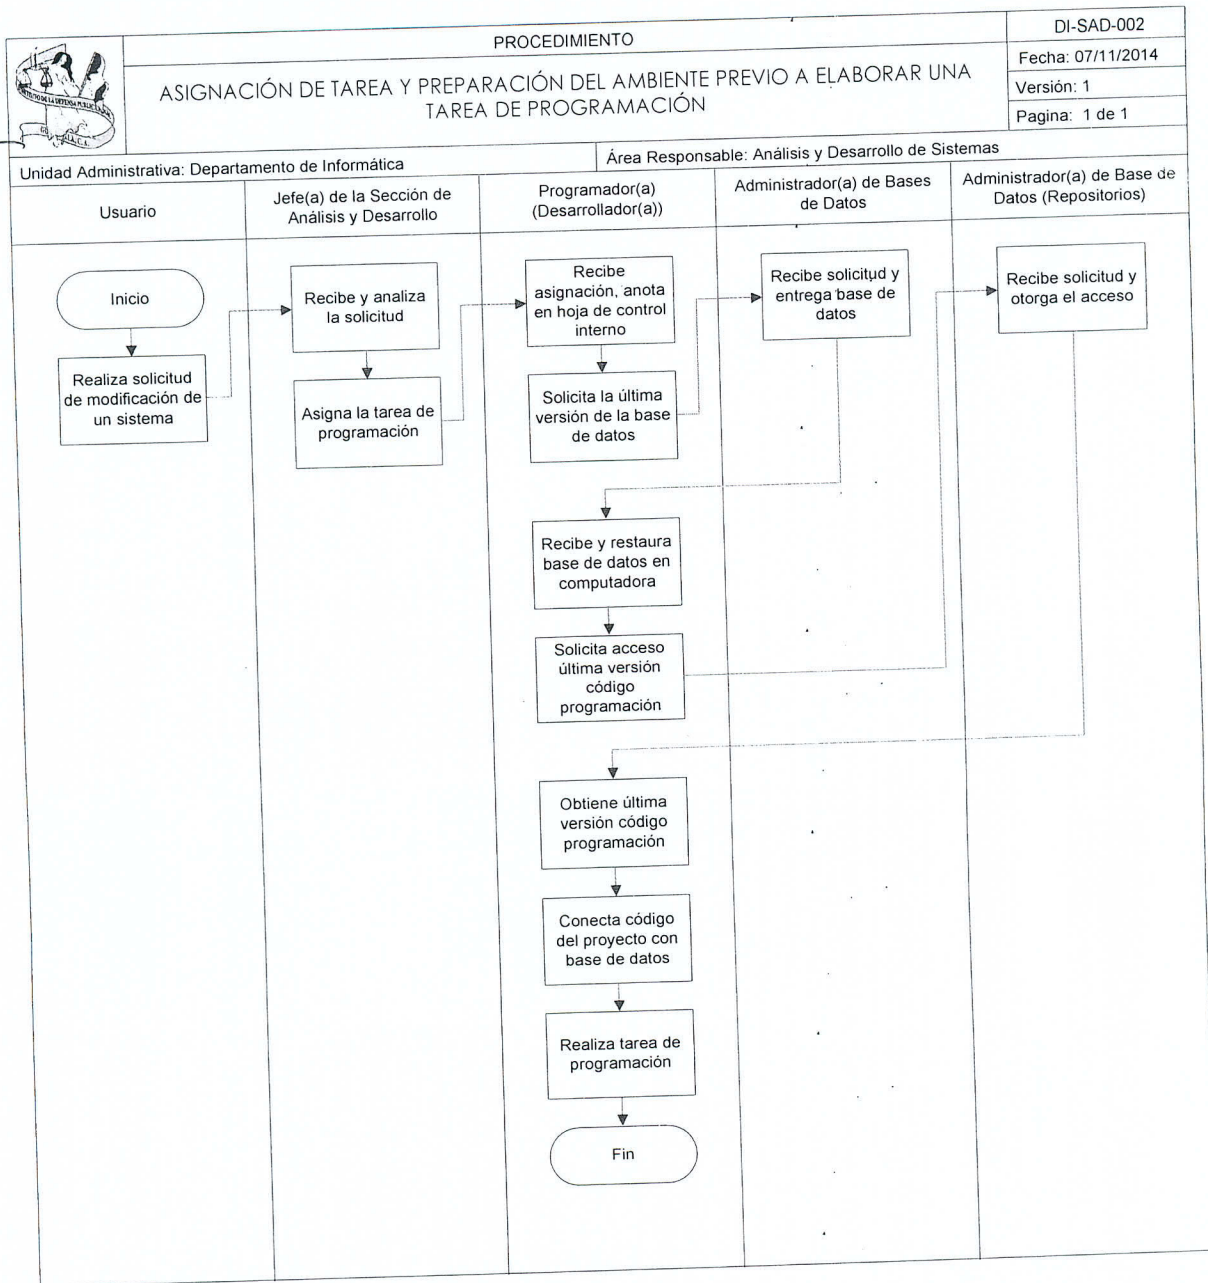 PROCEDIMIENTO
ASIGNACIÓN DE TAREA Y PREPARACIÓN DEL AMBIENTE PREVIO A ELABORAR UNA
TAREA DE PROGRAMACIÓN
DI-SAD-002
Fecha: 07/11/2014
Versión: 1
Pagina: 1 de 1
Unidad Administrativa: Departamento de Informática
Área Responsable: Análisis y Desarrollo de Sistemas
Usuario
Jefe(a) de la Sección de
Análisis y Desarrollo
Programador(a)
(Desarrollador(a))
Administrador(a) de Bases
de Datos
Administrador(a) de Base de
Datos (Repositorios)
Inicio
Realiza solicitud
de modificación de
un sistema
Recibe y analiza
la solicitud
Asigna la tarea de
programación
Recibe
asignación, anota
en hoja de control
interno
Solicita la última
versión de la base
de datos
Recibe solicitud y
entrega base de
datos
Recibe solicitud y
otorga el acceso
Recibe y restaura
base de datos en
computadora
Solicita acceso
última versión
código
programación
Obtiene última
versión código
programación
Conecta código
del proyecto con
base de datos
Realiza tarea de
programación
Fin